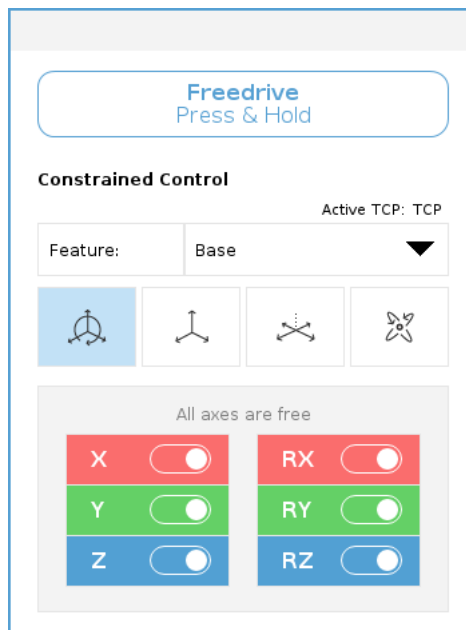 Freedrive
Press & Hold
Constrained Control
Active TCP: TCP
Feature: Base
All axes are free
X RX
Y RY
Z RZ